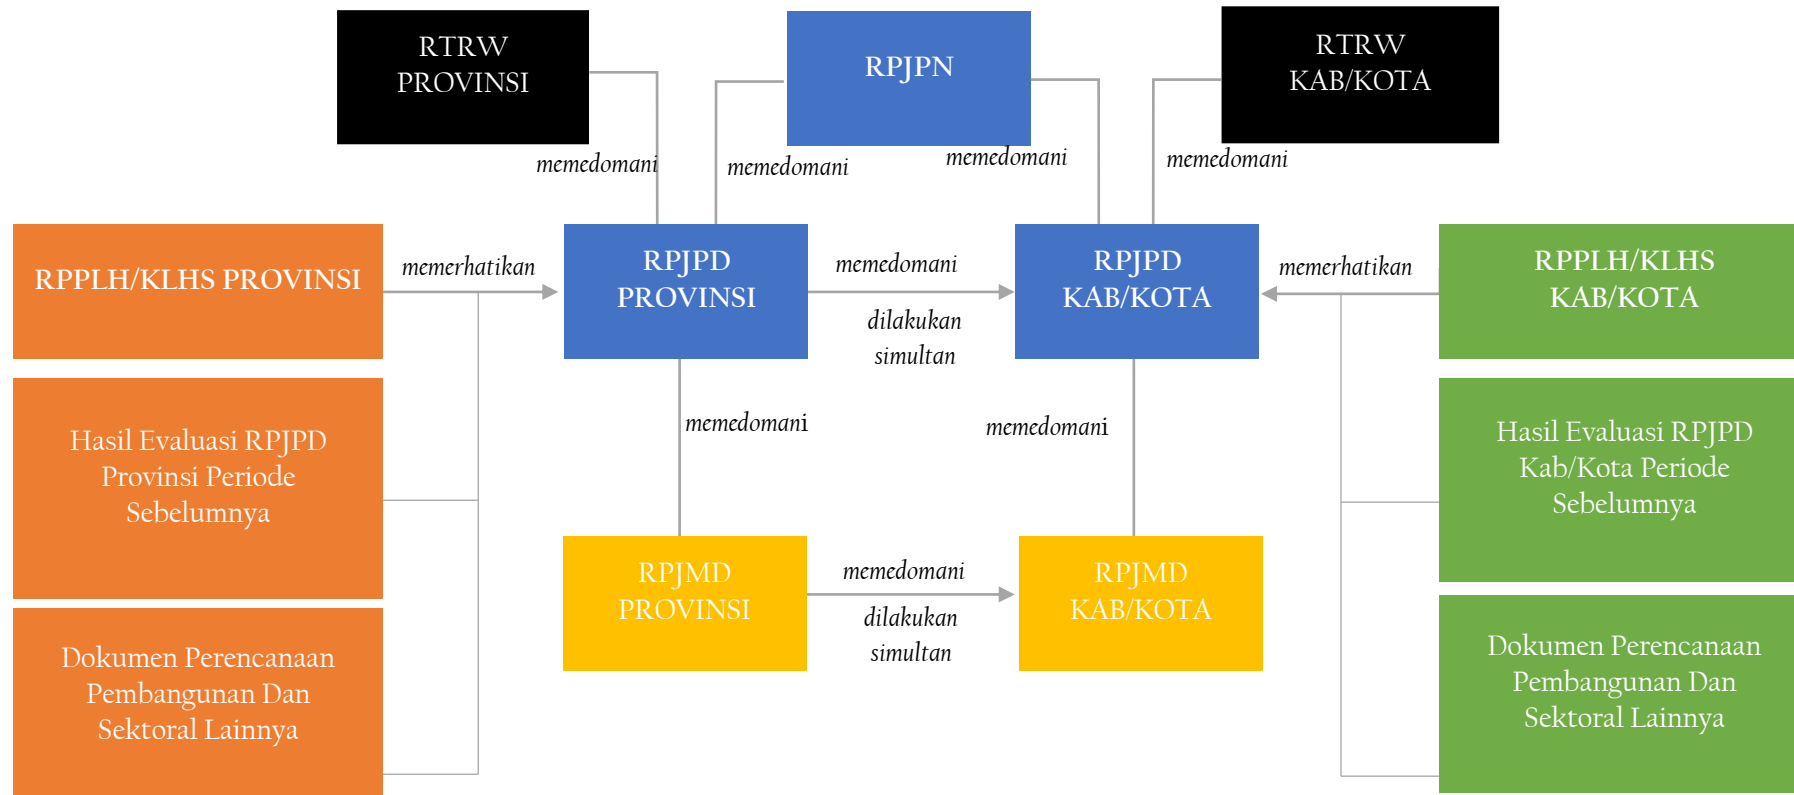 RTRW
PROVINSI
RPJPN
RTRW
KAB/KOTA
memedomani
memedomani
memedomani
memedomani
RPPLH/KLHS PROVINSI
memerhatikan
RPJPD
PROVINSI
memedomani
dilakukan
simultan
RPJPD
KAB/KOTA
memerhatikan
RPPLH/KLHS
KAB/KOTA
Hasil Evaluasi RPJPD
Provinsi Periode
Sebelumnya
memedomani
memedomani
Hasil Evaluasi RPJPD
Kab/Kota Periode
Sebelumnya
RPJMD
PROVINSI
memedomani
dilakukan
simultan
RPJMD
KAB/KOTA
Dokumen Perencanaan
Pembangunan Dan
Sektoral Lainnya
Dokumen Perencanaan
Pembangunan Dan
Sektoral Lainnya